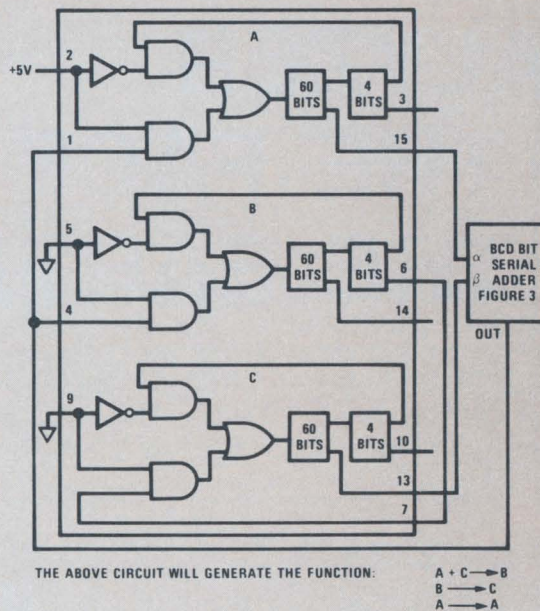 A
2
+5V
60 BITS
4 BITS
3
1
15
B
5
60 BITS
4 BITS
6
4
14
α BCD BIT
β SERIAL
ADDER
FIGURE 3
OUT
C
9
60 BITS
4 BITS
10
13
7
THE ABOVE CIRCUIT WILL GENERATE THE FUNCTION:
A + C → B
B → C
A → A